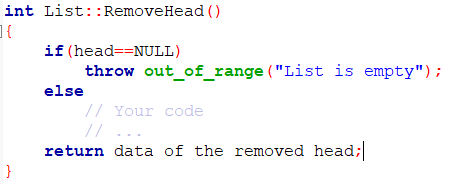 int List::RemoveHead()
{
    if(head==NULL)
        throw out_of_range("List is empty");
    else
        // Your code
        // ...
    return data of the removed head;
}